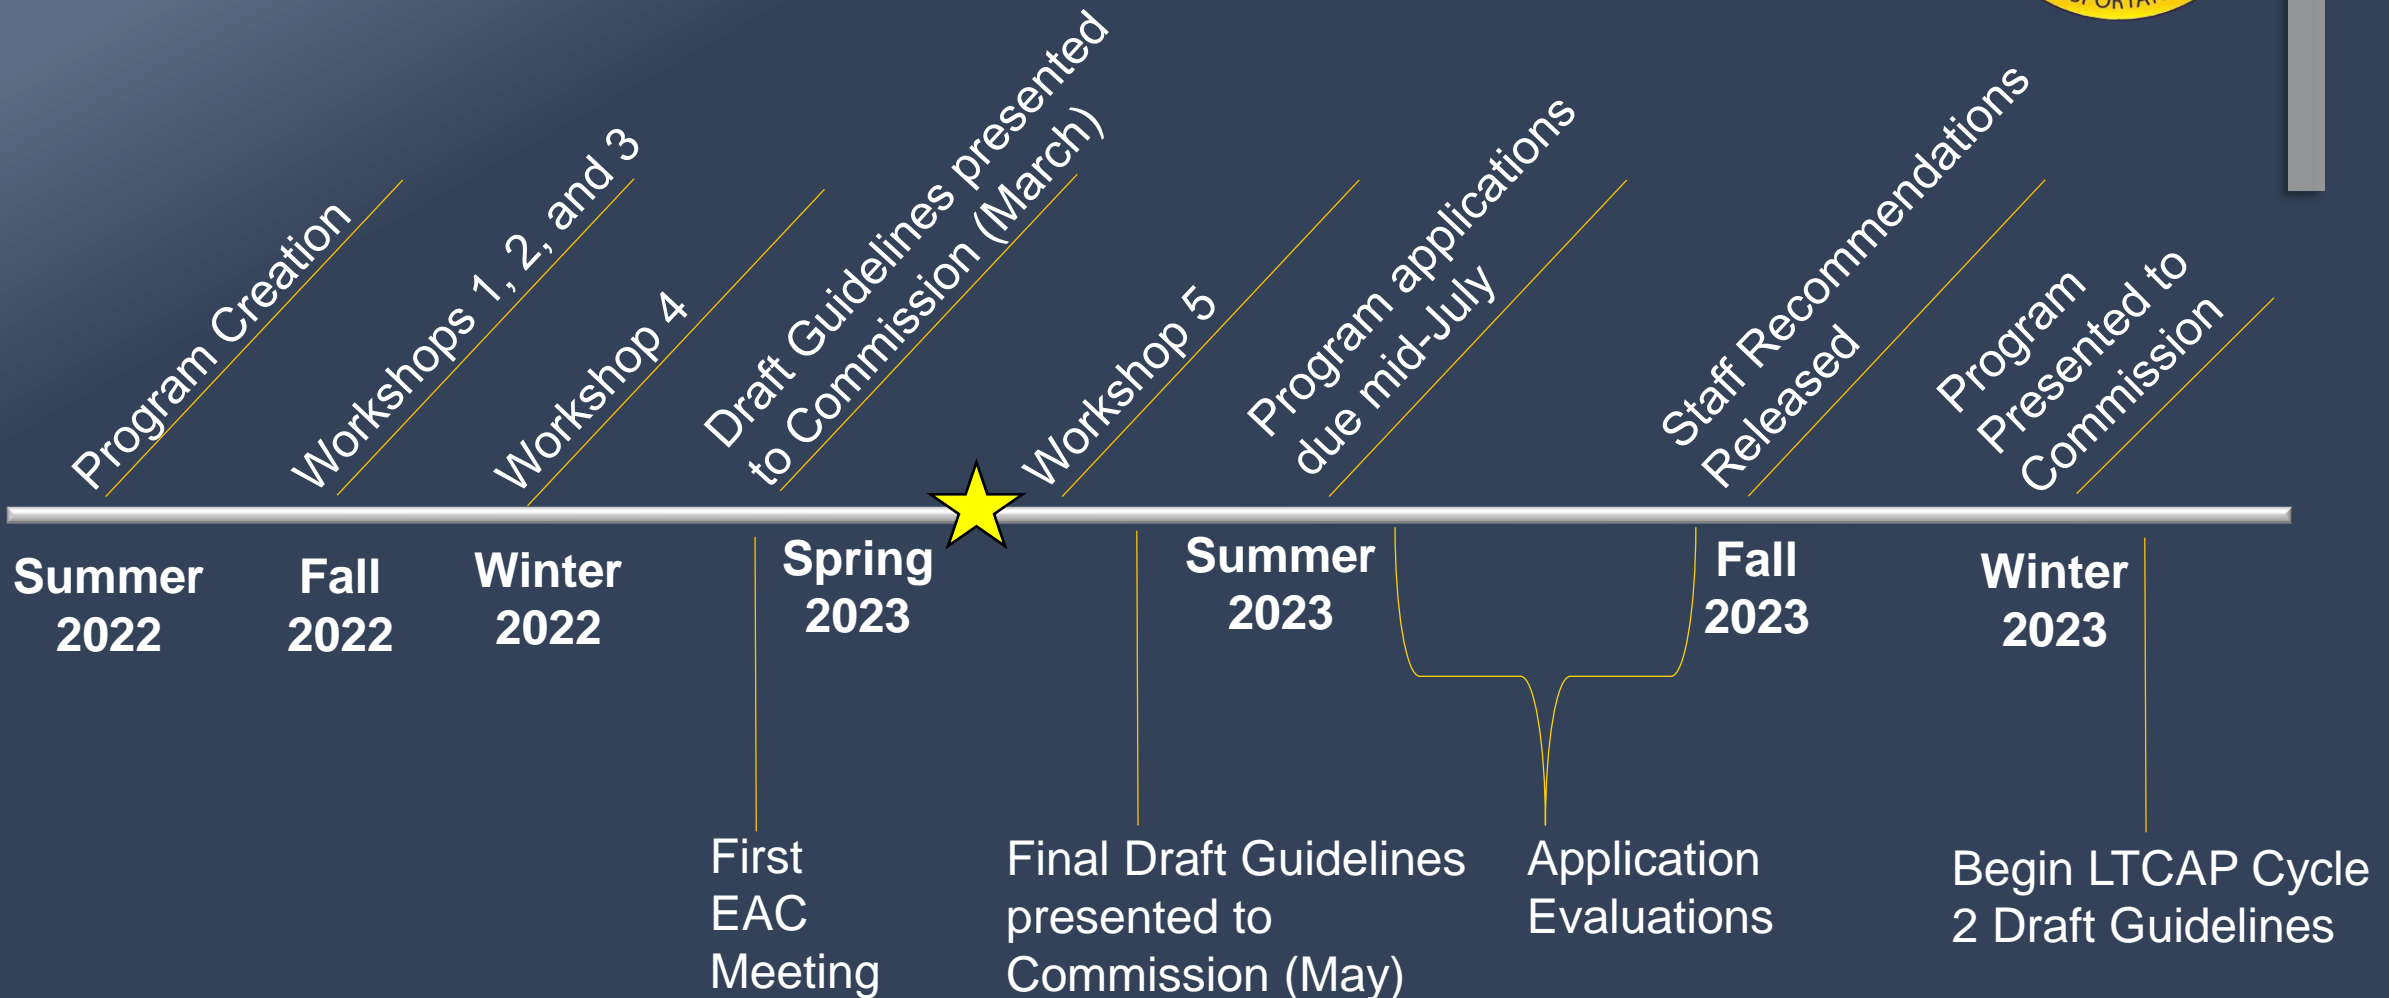 Program Creation
Workshops 1, 2, and 3
Workshop 4
Draft Guidelines presented
to Commission (March)
Workshop 5
Program applications
due mid-July
Staff Recommendations
Released
Program
Presented to
Commission
Summer
2022
Fall
2022
Winter
2022
Spring
2023
Summer
2023
Fall
2023
Winter
2023
First
EAC
Meeting
Final Draft Guidelines
presented to
Commission (May)
Application
Evaluations
Begin LTCAP Cycle
2 Draft Guidelines